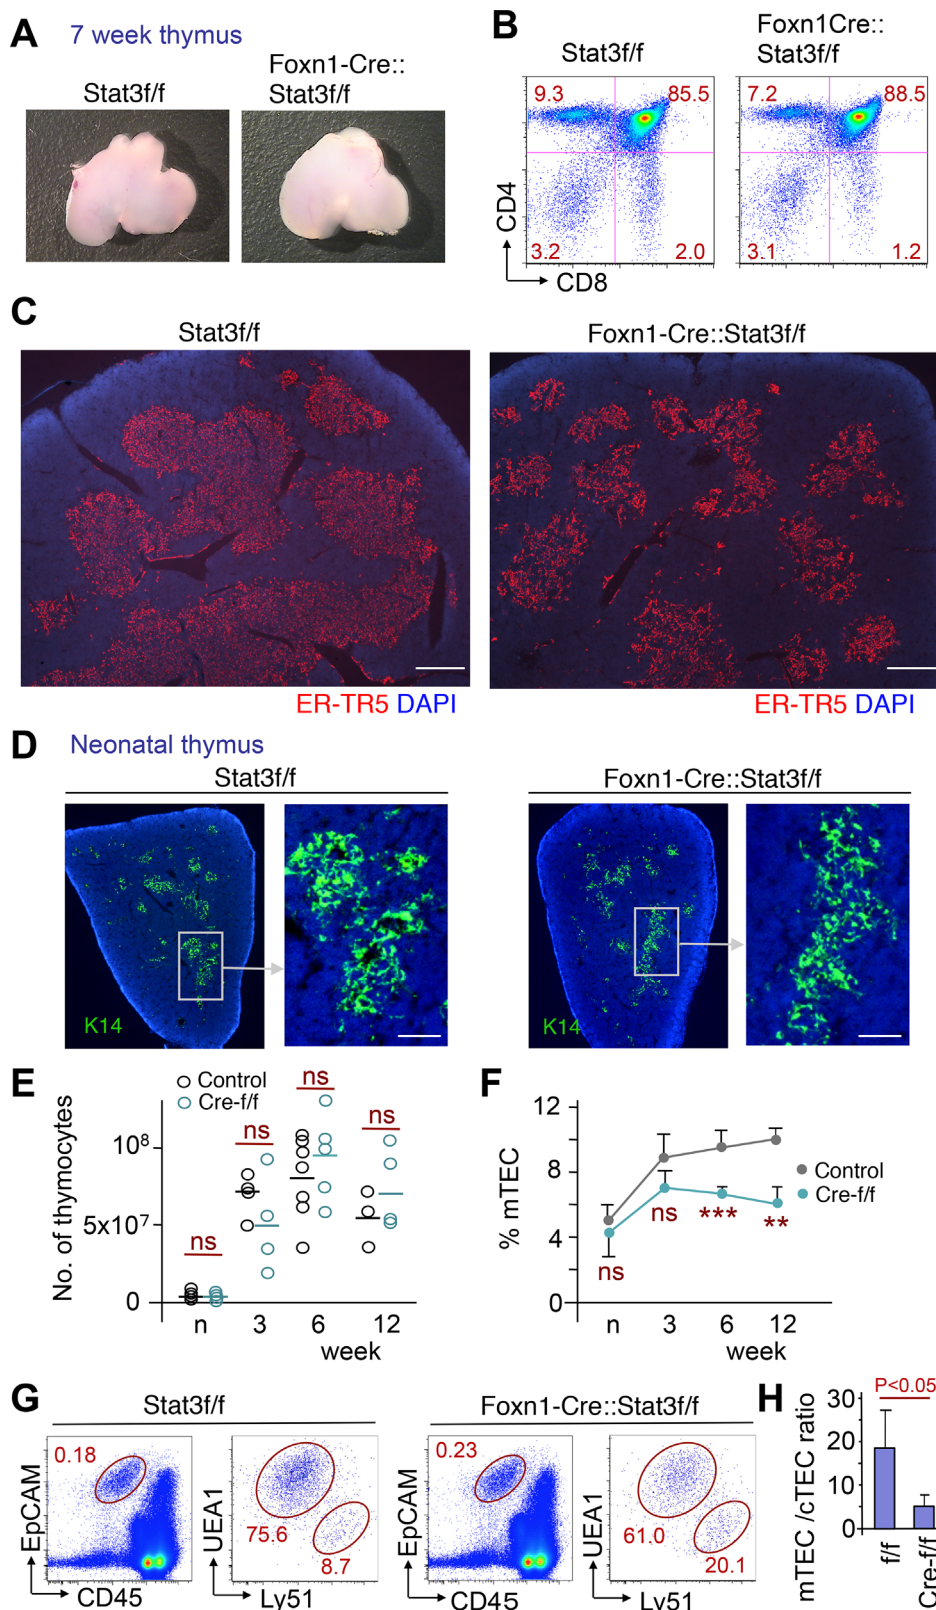 A 7 week thymus
Stat3f/f
Foxn1-Cre::
Stat3f/f
B
Stat3f/f
Foxn1Cre::
Stat3f/f
9.3
85.5
3.2
2.0
7.2
88.5
3.1
1.2
CD4
CD8
C
Stat3f/f
Foxn1-Cre::Stat3f/f
ER-TR5 DAPI
ER-TR5 DAPI
D Neonatal thymus
Stat3f/f
Foxn1-Cre::Stat3f/f
K14
K14
E
Control
Cre-f/f
No. of thymocytes
10⁸
5x10⁷
0
ns
ns
ns
ns
n 3 6 12
week
F
% mTEC
12
8
4
0
Control
Cre-f/f
ns
ns
***
**
n 3 6 12
week
G
Stat3f/f
Foxn1-Cre::Stat3f/f
0.18
EpCAM
CD45
75.6
8.7
UEA1
Ly51
0.23
EpCAM
CD45
61.0
20.1
UEA1
Ly51
H
P<0.05
mTEC /cTEC ratio
30
20
10
0
f/f
Cre-f/f